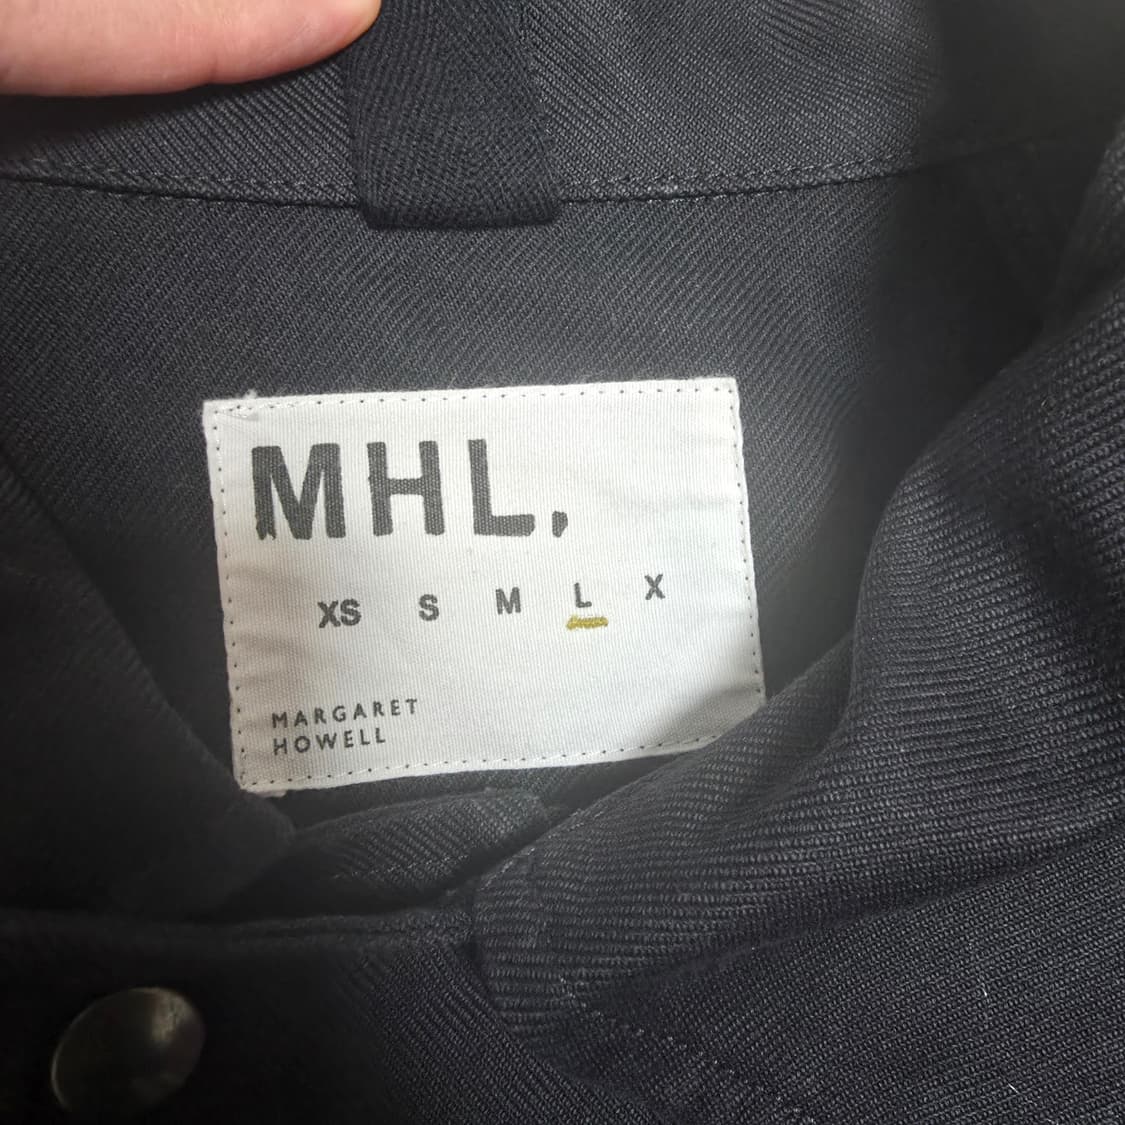 MHL.
XS S M L X
MARGARET
HOWELL